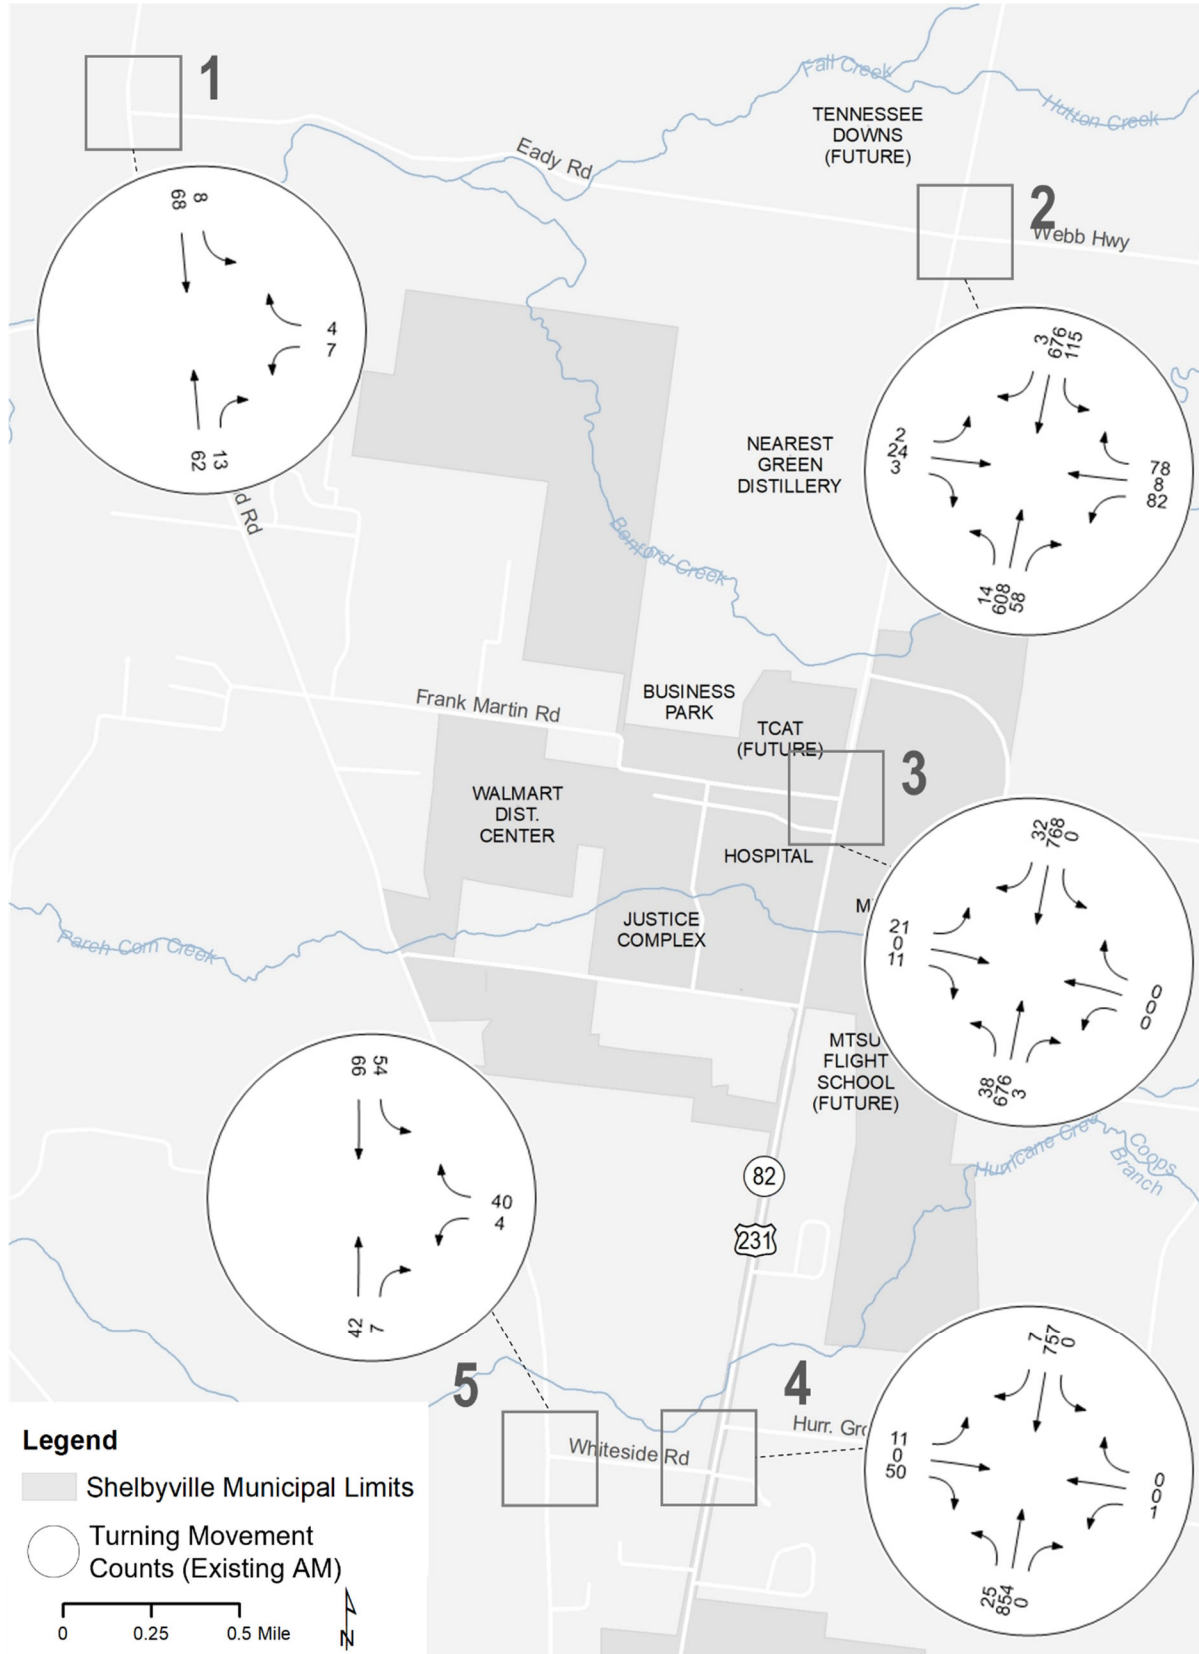 1
Fall Creek
Hutton Creek
TENNESSEE
DOWNS
(FUTURE)
Eady Rd
2
Webb Hwy
68
8
4
7
62
13
d Rd
3
676
115
2
24
3
78
8
82
14
608
58
NEAREST
GREEN
DISTILLERY
Bomford Creek
Frank Martin Rd
BUSINESS
PARK
TCAT
(FUTURE)
3
WALMART
DIST.
CENTER
HOSPITAL
32
768
0
21
0
11
0
0
0
38
676
3
M
JUSTICE
COMPLEX
Parch Corn Creek
MTSU
FLIGHT
SCHOOL
(FUTURE)
66
54
40
4
42
7
Hurricane Cree
Coops
Branch
82
231
5
4
7
757
0
11
0
50
0
0
1
25
854
0
Hurr. Gro
Whiteside Rd
Legend
Shelbyville Municipal Limits
Turning Movement
Counts (Existing AM)
0 0.25 0.5 Mile
N